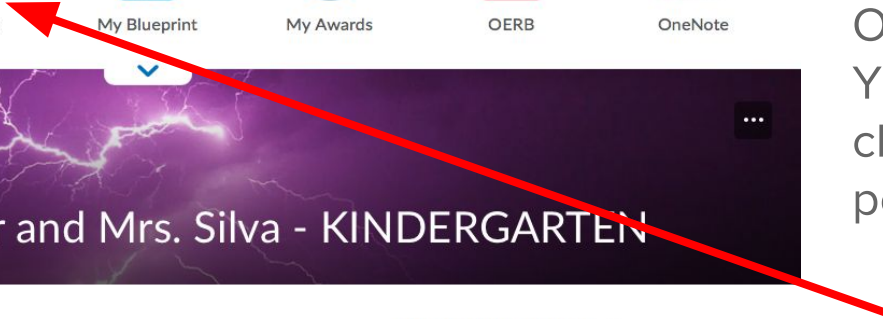 My Blueprint My Awards OERB OneNote
and Mrs. Silva - KINDERGARTEN